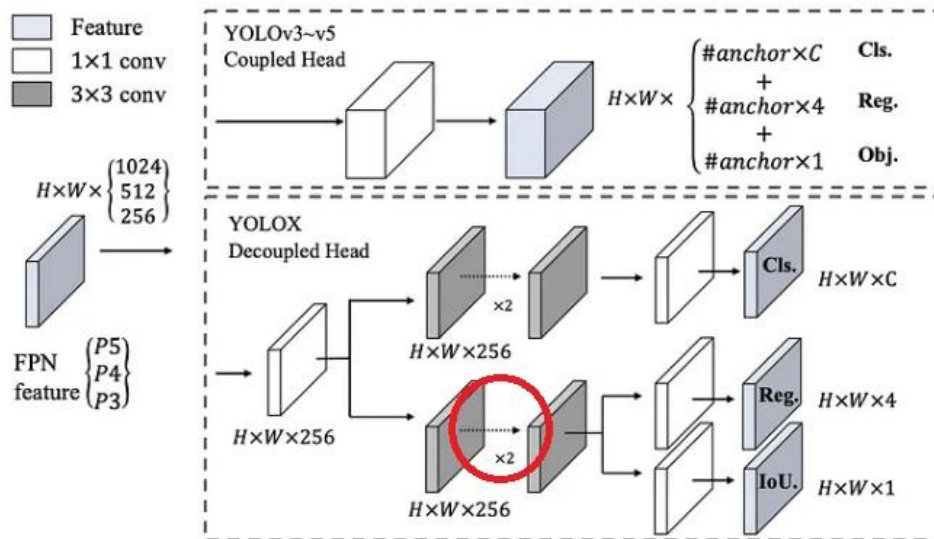 Feature
1×1 conv
3×3 conv
H×W×{1024
512
256}
FPN
feature
{P5
P4
P3}
YOLOv3~v5
Coupled Head
H×W×
{#anchor×C Cls.
+
#anchor×4 Reg.
+
#anchor×1 Obj.
YOLOX
Decoupled Head
H×W×256
×2
H×W×256
Cls.
H×W×C
×2
H×W×256
Reg.
H×W×4
IoU.
H×W×1